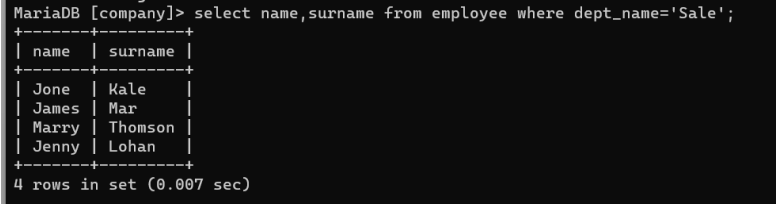 MariaDB [company]> select name,surname from employee where dept_name='Sale';
+-------+---------+
| name  | surname |
+-------+---------+
| Jone  | Kale    |
| James | Mar     |
| Marry | Thomson |
| Jenny | Lohan   |
+-------+---------+
4 rows in set (0.007 sec)